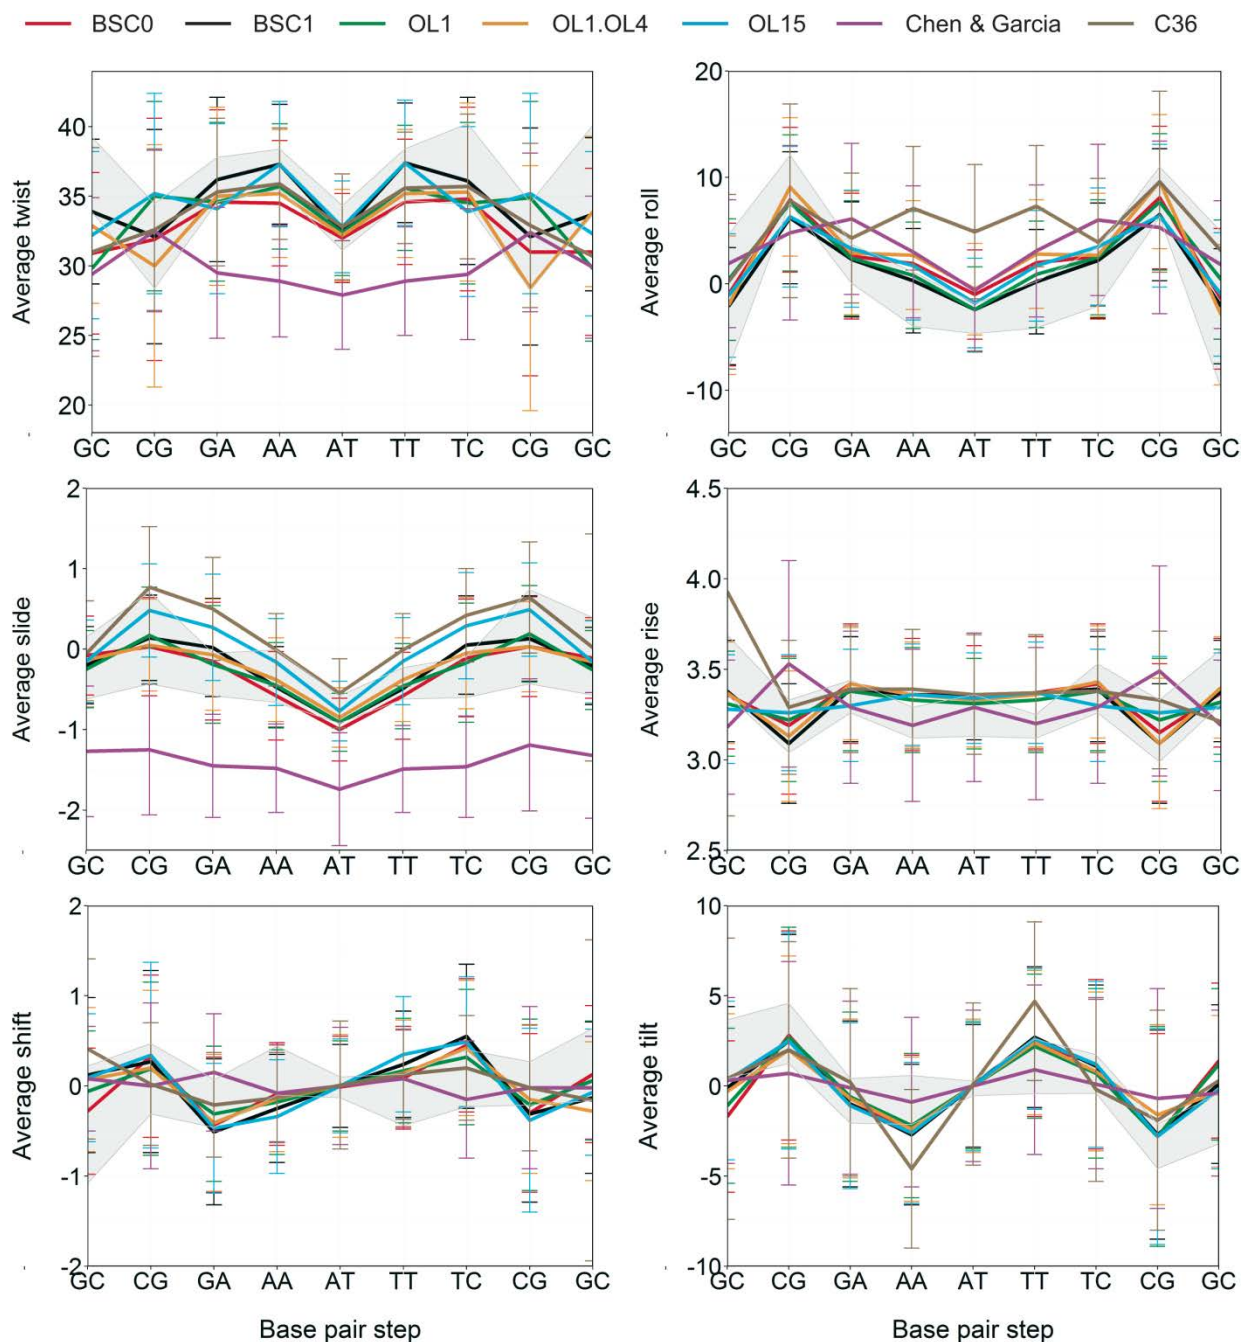 BSC0 BSC1 OL1 OL1.OL4 OL15 Chen & Garcia C36
Average twist
40
35
30
25
20
GC CG GA AA AT TT TC CG GC
Average roll
20
10
0
-10
GC CG GA AA AT TT TC CG GC
Average slide
2
1
0
-1
-2
GC CG GA AA AT TT TC CG GC
Average rise
4.5
4.0
3.5
3.0
2.5
GC CG GA AA AT TT TC CG GC
Average shift
2
1
0
-1
-2
GC CG GA AA AT TT TC CG GC
Base pair step
Average tilt
10
5
0
-5
-10
GC CG GA AA AT TT TC CG GC
Base pair step